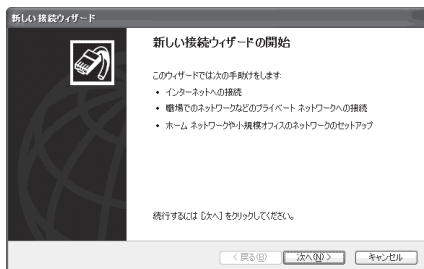 新しい接続ウィザード
新しい接続ウィザードの開始
このウィザードでは次の手助けをします:
• インターネットへの接続
• 職場でのネットワークなどのプライベート ネットワークへの接続
• ホーム ネットワークや小規模オフィスのネットワークのセットアップ
続行するには [次へ] をクリックしてください。
< 戻る(B) 次へ(N) > キャンセル